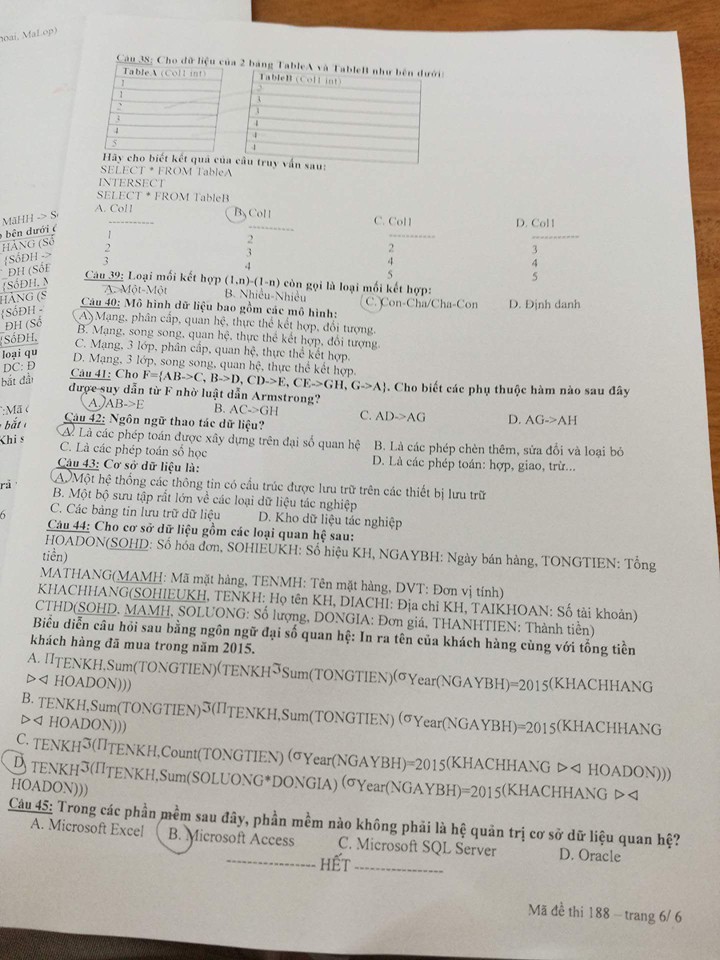 hoai, MaLop)
Câu 38: Cho dữ liệu của 2 bảng TableA và TableB như bên dưới:
TableA (Col1 int)
1
1
2
3
4
5
TableB (Col1 int)
2
3
3
4
4
4
Hãy cho biết kết quả của câu truy vấn sau:
SELECT * FROM TableA
INTERSECT
SELECT * FROM TableB
A. Col1 B. Col1 C. Col1 D. Col1
------------ ------------ ------------ ------------
1 2 2 3
2 3 4 4
3 4 5 5
Câu 39: Loại mối kết hợp (1,n)-(1-n) còn gọi là loại mối kết hợp:
A. Một-Một B. Nhiều-Nhiều C. Con-Cha/Cha-Con D. Định danh
Câu 40: Mô hình dữ liệu bao gồm các mô hình:
A. Mạng, phân cấp, quan hệ, thực thể kết hợp, đối tượng.
B. Mạng, song song, quan hệ, thực thể kết hợp, đối tượng.
C. Mạng, 3 lớp, phân cấp, quan hệ, thực thể kết hợp.
D. Mạng, 3 lớp, song song, quan hệ, thực thể kết hợp.
Câu 41: Cho F={AB->C, B->D, CD->E, CE->GH, G->A}. Cho biết các phụ thuộc hàm nào sau đây
được suy dẫn từ F nhờ luật dẫn Armstrong?
A. AB->E B. AC->GH C. AD->AG D. AG->AH
Câu 42: Ngôn ngữ thao tác dữ liệu?
A. Là các phép toán được xây dựng trên đại số quan hệ B. Là các phép chèn thêm, sửa đổi và loại bỏ
C. Là các phép toán số học D. Là các phép toán: hợp, giao, trừ...
Câu 43: Cơ sở dữ liệu là:
A. Một hệ thống các thông tin có cấu trúc được lưu trữ trên các thiết bị lưu trữ
B. Một bộ sưu tập rất lớn về các loại dữ liệu tác nghiệp
C. Các bảng tin lưu trữ dữ liệu D. Kho dữ liệu tác nghiệp
Câu 44: Cho cơ sở dữ liệu gồm các loại quan hệ sau:
HOADON(SOHD: Số hóa đơn, SOHIEUKH: Số hiệu KH, NGAYBH: Ngày bán hàng, TONGTIEN: Tổng
tiền)
MATHANG(MAMH: Mã mặt hàng, TENMH: Tên mặt hàng, DVT: Đơn vị tính)
KHACHHANG(SOHIEUKH, TENKH: Họ tên KH, DIACHI: Địa chỉ KH, TAIKHOAN: Số tài khoản)
CTHD(SOHD, MAMH, SOLUONG: Số lượng, DONGIA: Đơn giá, THANHTIEN: Thành tiền)
Biểu diễn câu hỏi sau bằng ngôn ngữ đại số quan hệ: In ra tên của khách hàng cùng với tổng tiền
khách hàng đã mua trong năm 2015.
A. ΠTENKH,Sum(TONGTIEN)(TENKHℑSum(TONGTIEN)(σYear(NGAYBH)=2015(KHACHHANG
▷◁ HOADON)))
B. TENKH,Sum(TONGTIEN)ℑ(ΠTENKH,Sum(TONGTIEN) (σYear(NGAYBH)=2015(KHACHHANG
▷◁ HOADON)))
C. TENKHℑ(ΠTENKH,Count(TONGTIEN) (σYear(NGAYBH)=2015(KHACHHANG ▷◁ HOADON)))
D. TENKHℑ(ΠTENKH,Sum(SOLUONG*DONGIA) (σYear(NGAYBH)=2015(KHACHHANG ▷◁
HOADON)))
Câu 45: Trong các phần mềm sau đây, phần mềm nào không phải là hệ quản trị cơ sở dữ liệu quan hệ?
A. Microsoft Excel B. Microsoft Access C. Microsoft SQL Server D. Oracle
------------------ HẾT ------------------
Mã đề thi 188 – trang 6/ 6
MãHH -> S
bên dưới
HÀNG (Số
{SốĐH ->
ĐH (SốĐ
{SốĐH,
HÀNG (S
{SốĐH -
ĐH (Số
{SốĐH,
loại qu
DC: Đ
bắt đầ
:Mã
bắt
Khi s
rã
6